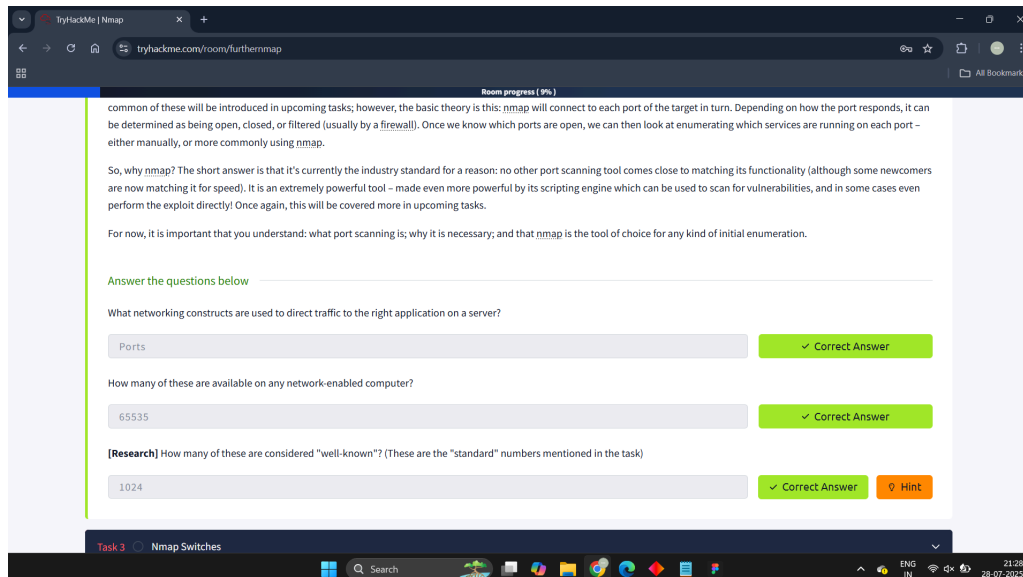 TryHackMe | Nmap
tryhackme.com/room/furthernmap
All Bookmark
Room progress ( 9% )
common of these will be introduced in upcoming tasks; however, the basic theory is this: nmap will connect to each port of the target in turn. Depending on how the port responds, it can
be determined as being open, closed, or filtered (usually by a firewall). Once we know which ports are open, we can then look at enumerating which services are running on each port –
either manually, or more commonly using nmap.
So, why nmap? The short answer is that it's currently the industry standard for a reason: no other port scanning tool comes close to matching its functionality (although some newcomers
are now matching it for speed). It is an extremely powerful tool – made even more powerful by its scripting engine which can be used to scan for vulnerabilities, and in some cases even
perform the exploit directly! Once again, this will be covered more in upcoming tasks.
For now, it is important that you understand: what port scanning is; why it is necessary; and that nmap is the tool of choice for any kind of initial enumeration.
Answer the questions below
What networking constructs are used to direct traffic to the right application on a server?
Ports
Correct Answer
How many of these are available on any network-enabled computer?
65535
Correct Answer
[Research] How many of these are considered "well-known"? (These are the "standard" numbers mentioned in the task)
1024
Correct Answer
Hint
Task 3 Nmap Switches
Search
ENG
IN
21:28
28-07-2025